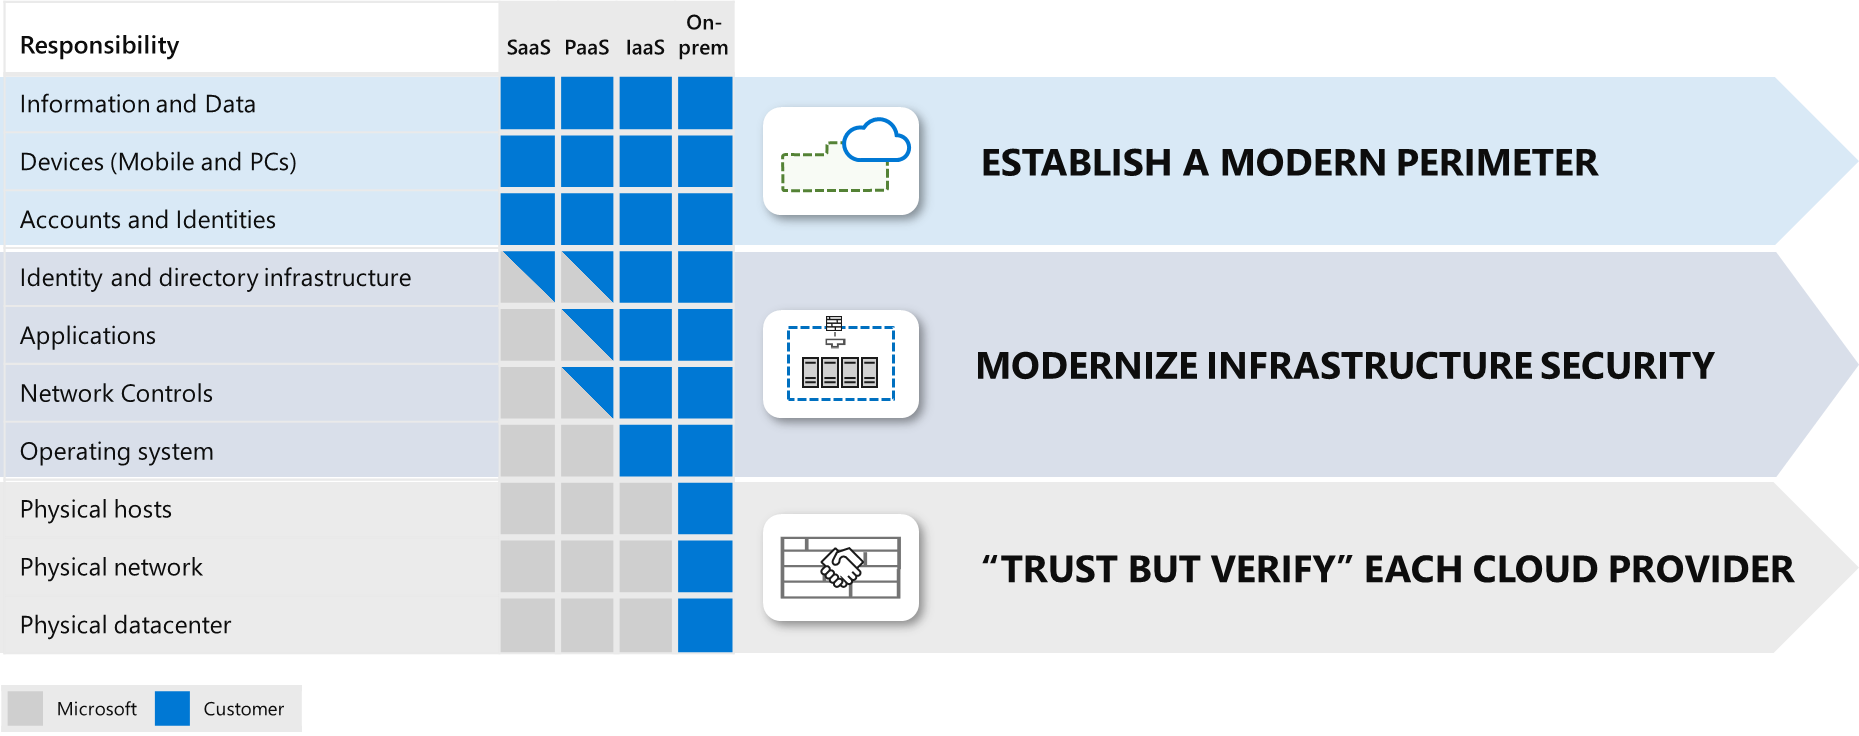 Responsibility
SaaS
PaaS
IaaS
On-
prem
Information and Data
Devices (Mobile and PCs)
Accounts and Identities
ESTABLISH A MODERN PERIMETER
Identity and directory infrastructure
Applications
Network Controls
Operating system
MODERNIZE INFRASTRUCTURE SECURITY
Physical hosts
Physical network
Physical datacenter
“TRUST BUT VERIFY” EACH CLOUD PROVIDER
Microsoft
Customer